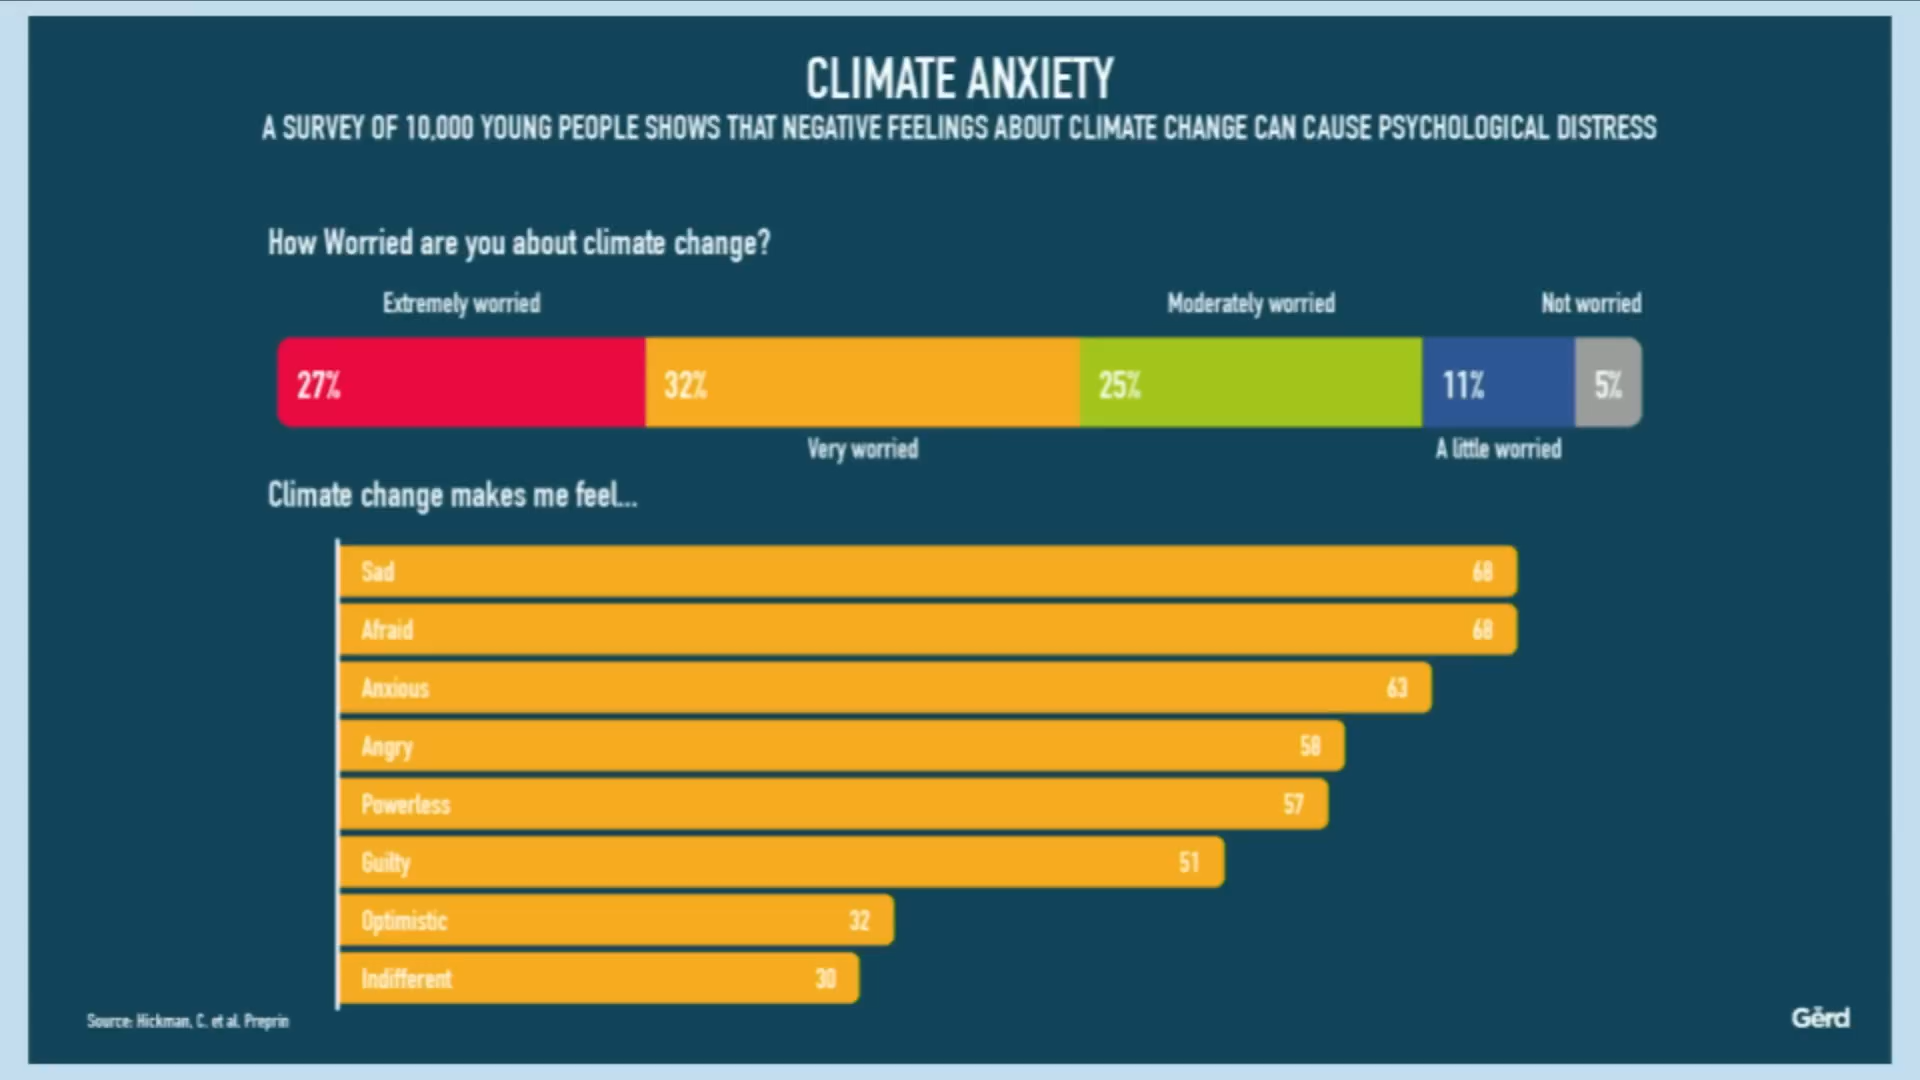 CLIMATE ANXIETY
A SURVEY OF 10,000 YOUNG PEOPLE SHOWS THAT NEGATIVE FEELINGS ABOUT CLIMATE CHANGE CAN CAUSE PSYCHOLOGICAL DISTRESS
How Worried are you about climate change?
Extremely worried Moderately worried Not worried
27% 32% 25% 11% 5%
Very worried A little worried
Climate change makes me feel...
Sad 68
Afraid 68
Anxious 63
Angry 58
Powerless 57
Guilty 51
Optimistic 32
Indifferent 30
Source: Hickman, C. et al. Preprin
Gērd